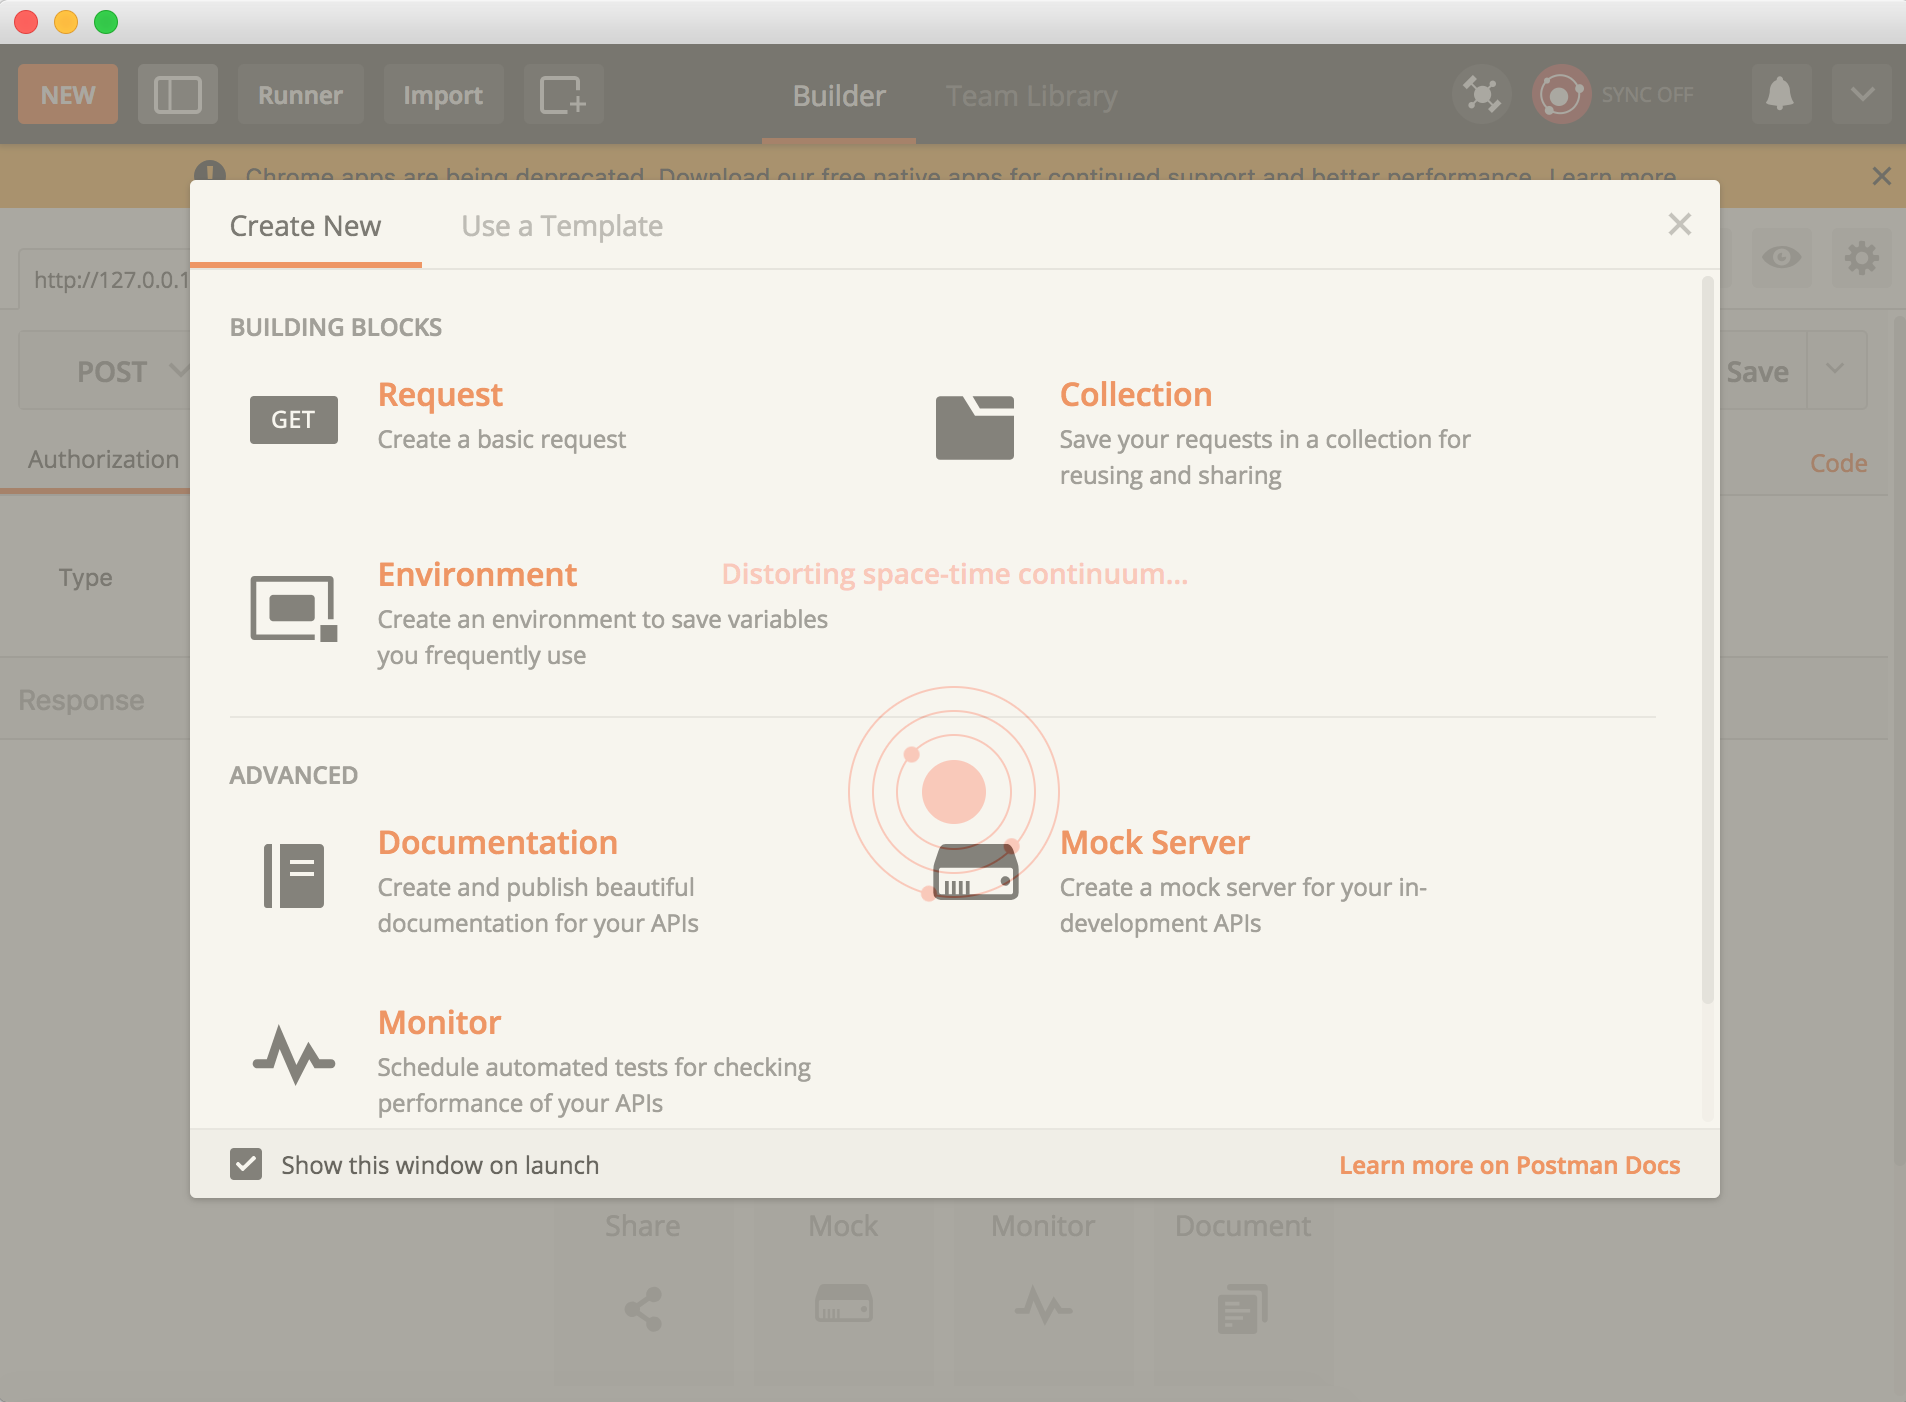 NEW
Runner
Import
Builder
Team Library
SYNC OFF
Chrome apps are being deprecated. Download our free native apps for continued support and better performance. Learn more
Create New
Use a Template
http://127.0.0.1
BUILDING BLOCKS
POST
Save
GET
Request
Create a basic request
Collection
Save your requests in a collection for
reusing and sharing
Authorization
Code
Environment
Create an environment to save variables
you frequently use
Distorting space-time continuum...
Type
Response
ADVANCED
Documentation
Create and publish beautiful
documentation for your APIs
Mock Server
Create a mock server for your in-
development APIs
Monitor
Schedule automated tests for checking
performance of your APIs
Show this window on launch
Learn more on Postman Docs
Share
Mock
Monitor
Document